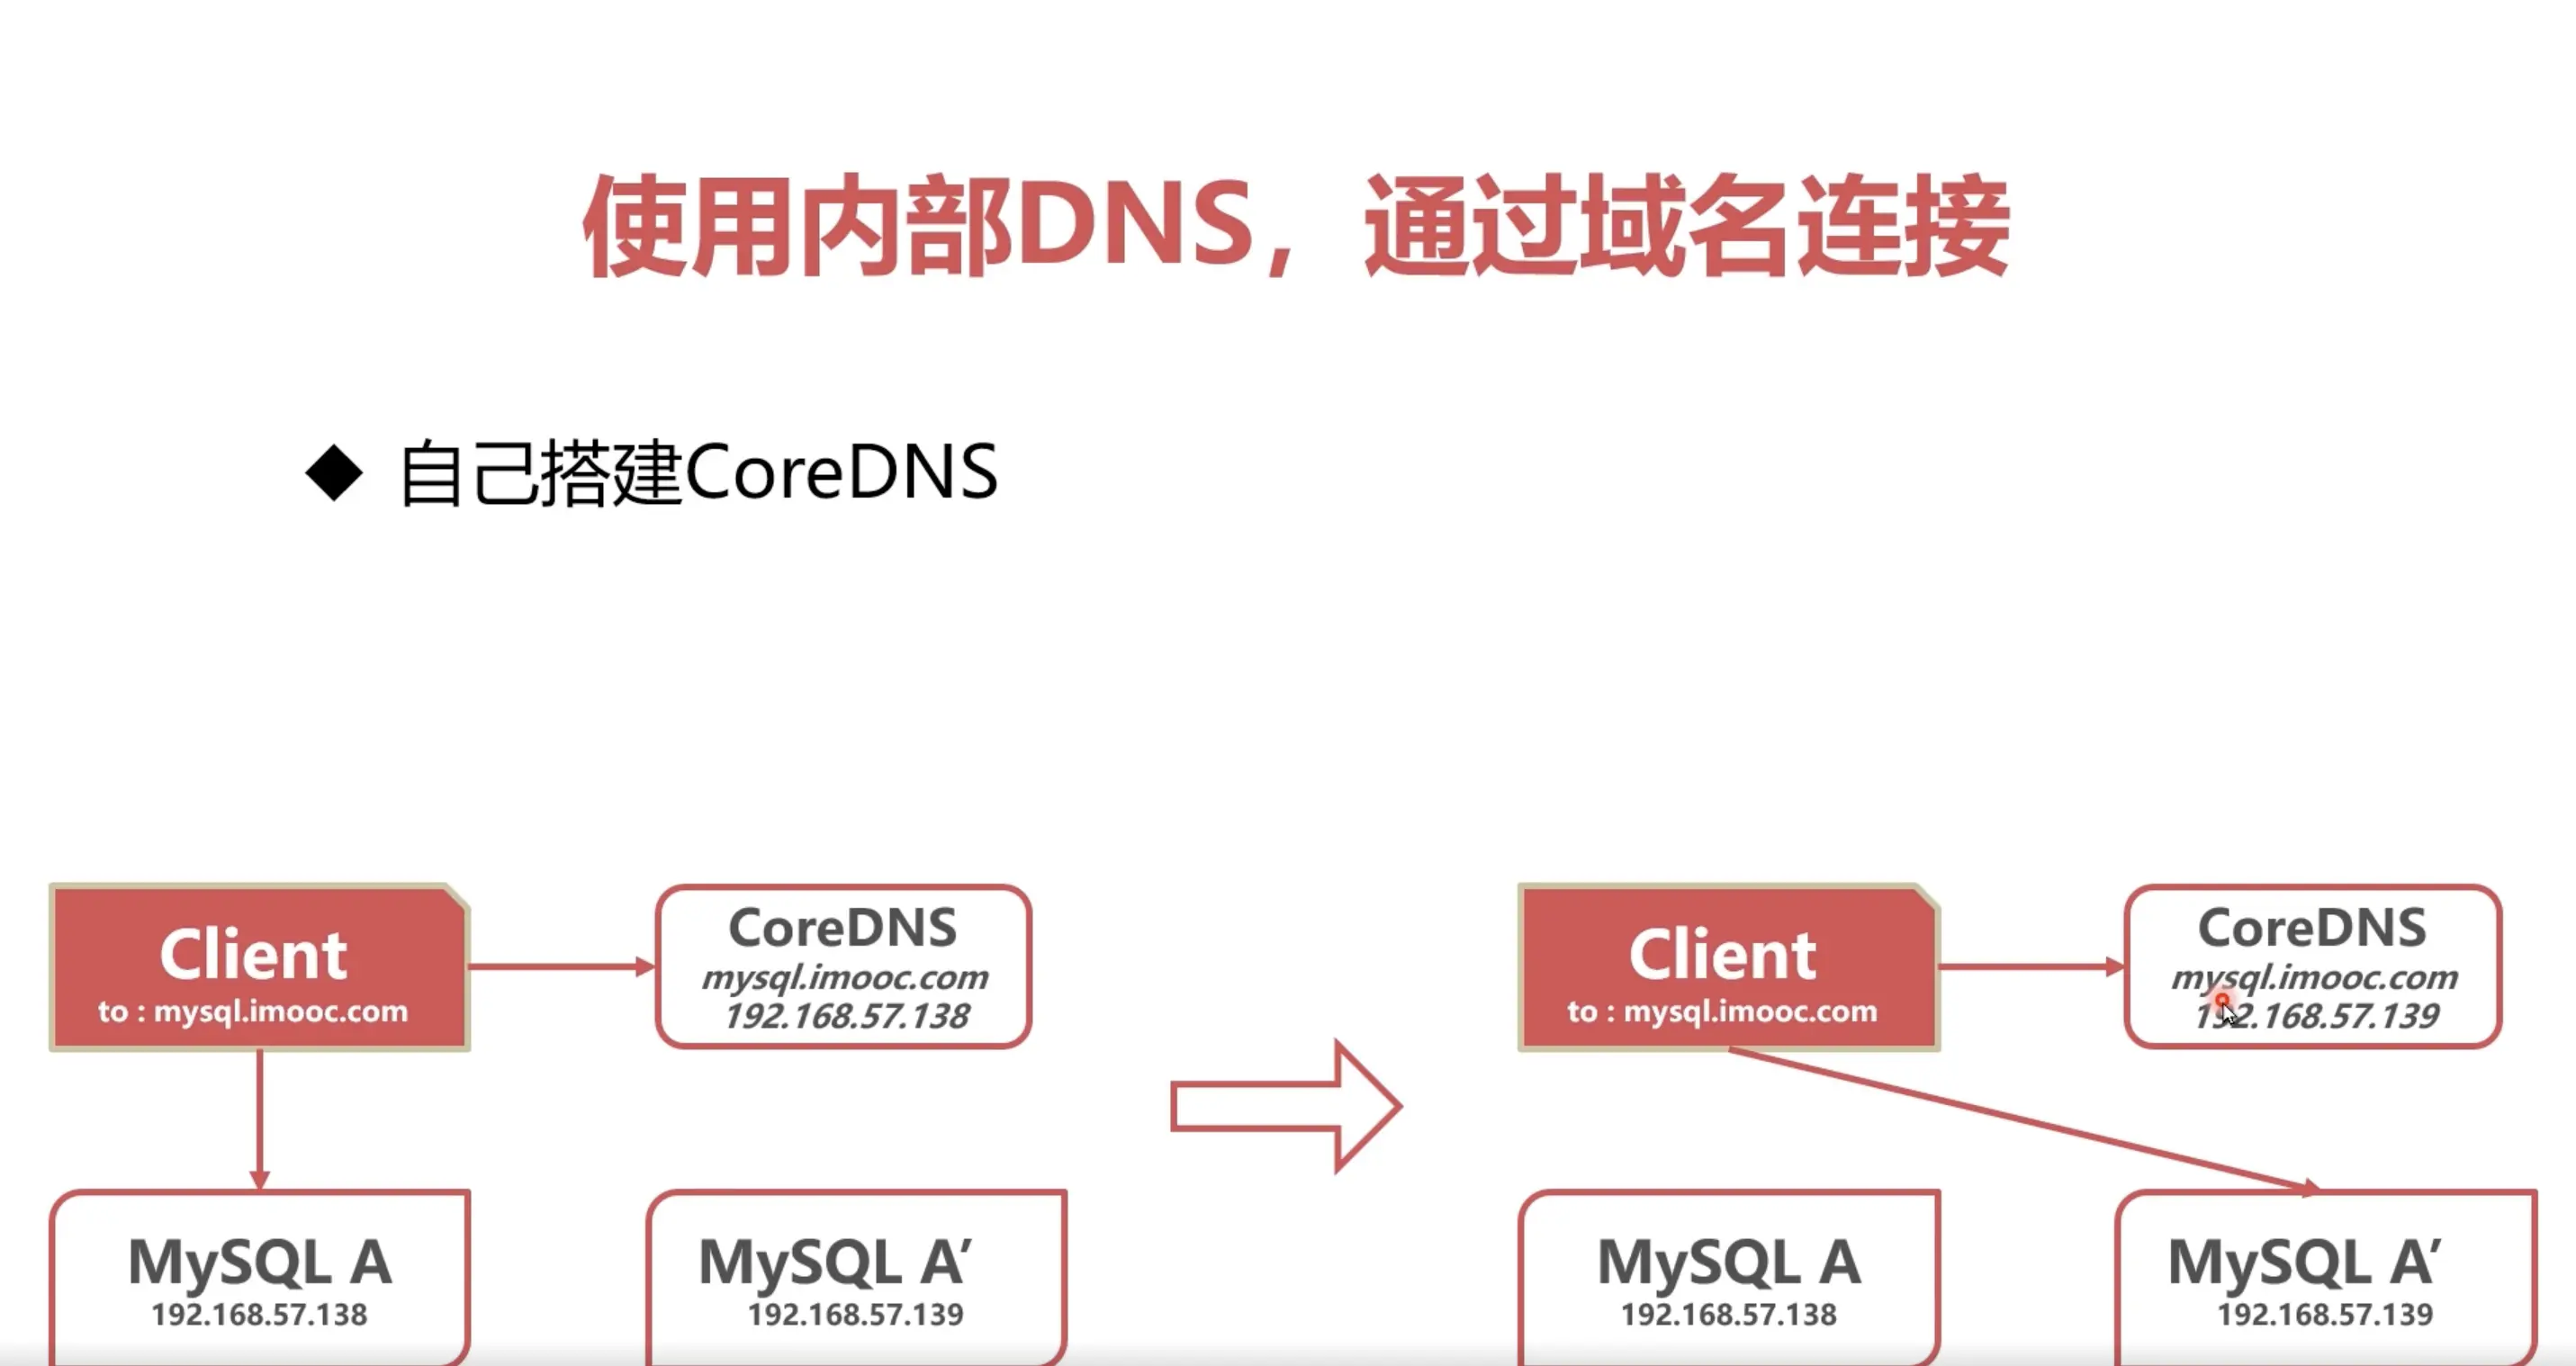 使用内部DNS，通过域名连接
自己搭建CoreDNS
Client
to : mysql.imooc.com
CoreDNS
mysql.imooc.com
192.168.57.138
MySQL A
192.168.57.138
MySQL A’
192.168.57.139
Client
to : mysql.imooc.com
CoreDNS
mysql.imooc.com
192.168.57.139
MySQL A
192.168.57.138
MySQL A’
192.168.57.139